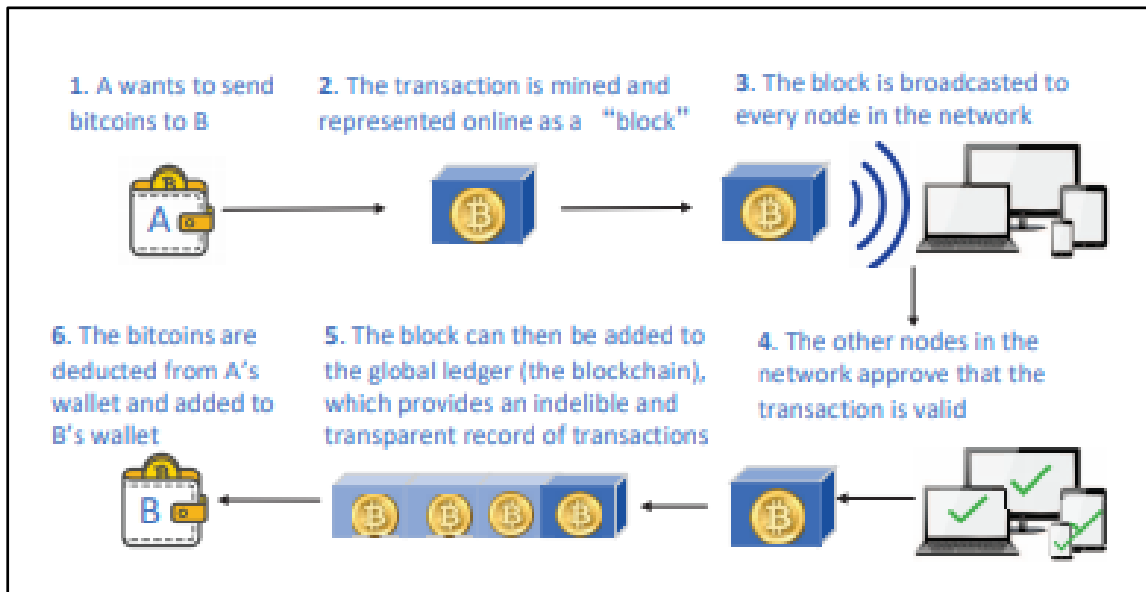 1. A wants to send
bitcoins to B
2. The transaction is mined and
represented online as a “block”
3. The block is broadcasted to
every node in the network
A
4. The other nodes in the
network approve that the
transaction is valid
5. The block can then be added to
the global ledger (the blockchain),
which provides an indelible and
transparent record of transactions
6. The bitcoins are
deducted from A's
wallet and added to
B's wallet
B